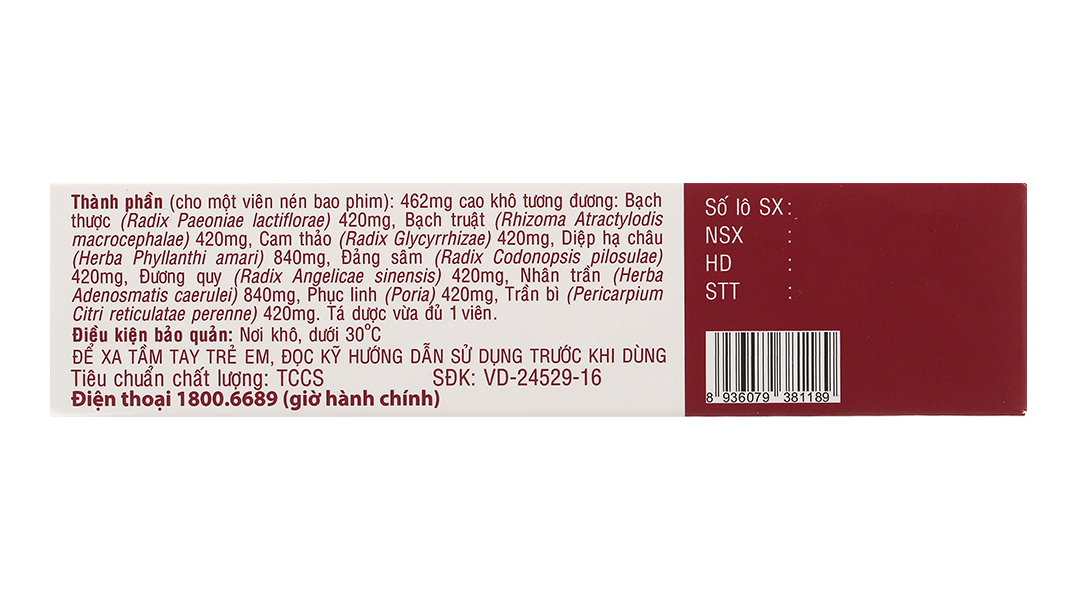 Thành phần (cho một viên nén bao phim): 462mg cao khô tương đương: Bạch
thược (Radix Paeoniae lactiflorae) 420mg, Bạch truật (Rhizoma Atractylodis
macrocephalae) 420mg, Cam thảo (Radix Glycyrrhizae) 420mg, Diệp hạ châu
(Herba Phyllanthi amari) 840mg, Đảng sâm (Radix Codonopsis pilosulae)
420mg, Đương quy (Radix Angelicae sinensis) 420mg, Nhân trần (Herba
Adenosmatis caerulei) 840mg, Phục linh (Poria) 420mg, Trần bì (Pericarpium
Citri reticulatae perenne) 420mg. Tá dược vừa đủ 1 viên.
Điều kiện bảo quản: Nơi khô, dưới 30°C
ĐỂ XA TẦM TAY TRẺ EM, ĐỌC KỸ HƯỚNG DẪN SỬ DỤNG TRƯỚC KHI DÙNG
Tiêu chuẩn chất lượng: TCCS SĐK: VD-24529-16
Điện thoại 1800.6689 (giờ hành chính)
Số lô SX :
NSX :
HD :
STT :
8 936079 381189